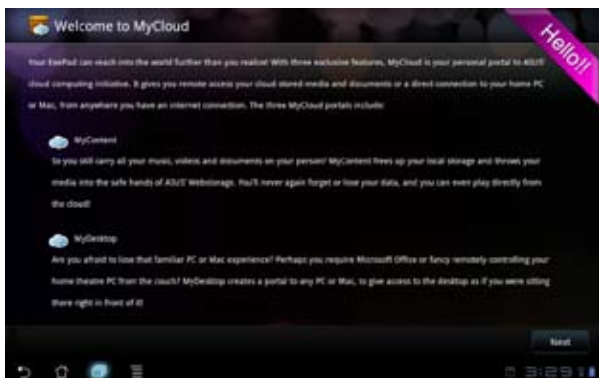 Welcome to MyCloud
Hello!!
Your EeePad can reach into the world further than you realize! With three exclusive features, MyCloud is your personal portal to ASUS'
cloud computing initiative. It gives you remote access your cloud stored media and documents or a direct connection to your home PC
or Mac, from anywhere you have an internet connection. The three MyCloud portals include:
MyContent
So you still carry all your music, videos and documents on your person? MyContent frees up your local storage and throws your
media into the safe hands of ASUS' Webstorage. You'll never again forget or lose your data, and you can even play directly from
the cloud!
MyDesktop
Are you afraid to lose that familiar PC or Mac experience? Perhaps you require Microsoft Office or fancy remotely controlling your
home theatre PC from the couch? MyDesktop creates a portal to any PC or Mac, to give access to the desktop as if you were sitting
there right in front of it!
Next
3:29